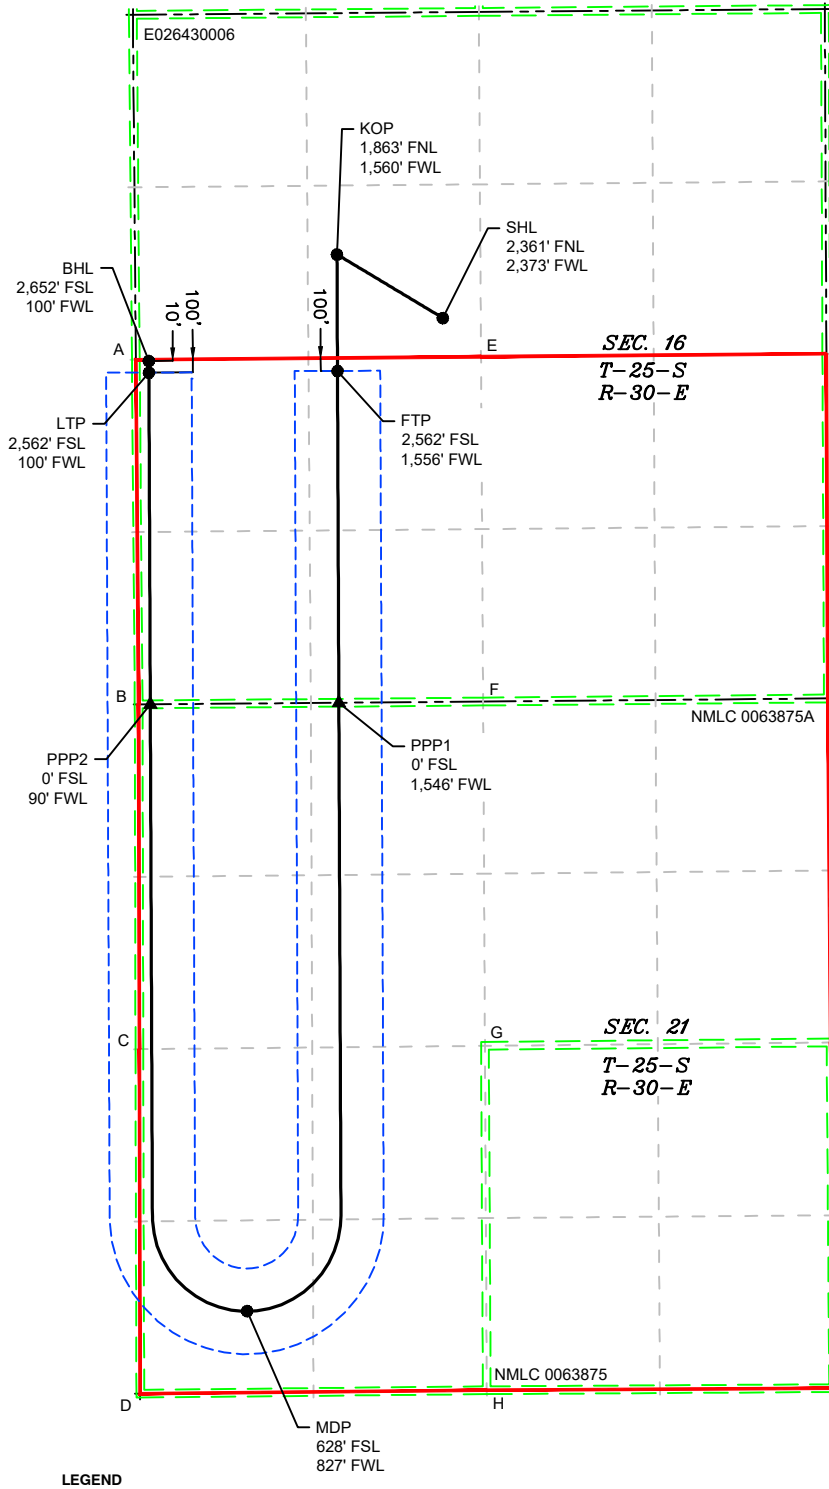 E026430006
KOP
1,863' FNL
1,560' FWL
SHL
2,361' FNL
2,373' FWL
BHL
2,652' FSL
100' FWL
10'
100'
100'
A
E
SEC. 16
T-25-S
R-30-E
LTP
2,562' FSL
100' FWL
FTP
2,562' FSL
1,556' FWL
B
F
NMLC 0063875A
PPP2
0' FSL
90' FWL
PPP1
0' FSL
1,546' FWL
C
G
SEC. 21
T-25-S
R-30-E
NMLC 0063875
D
H
MDP
628' FSL
827' FWL
LEGEND